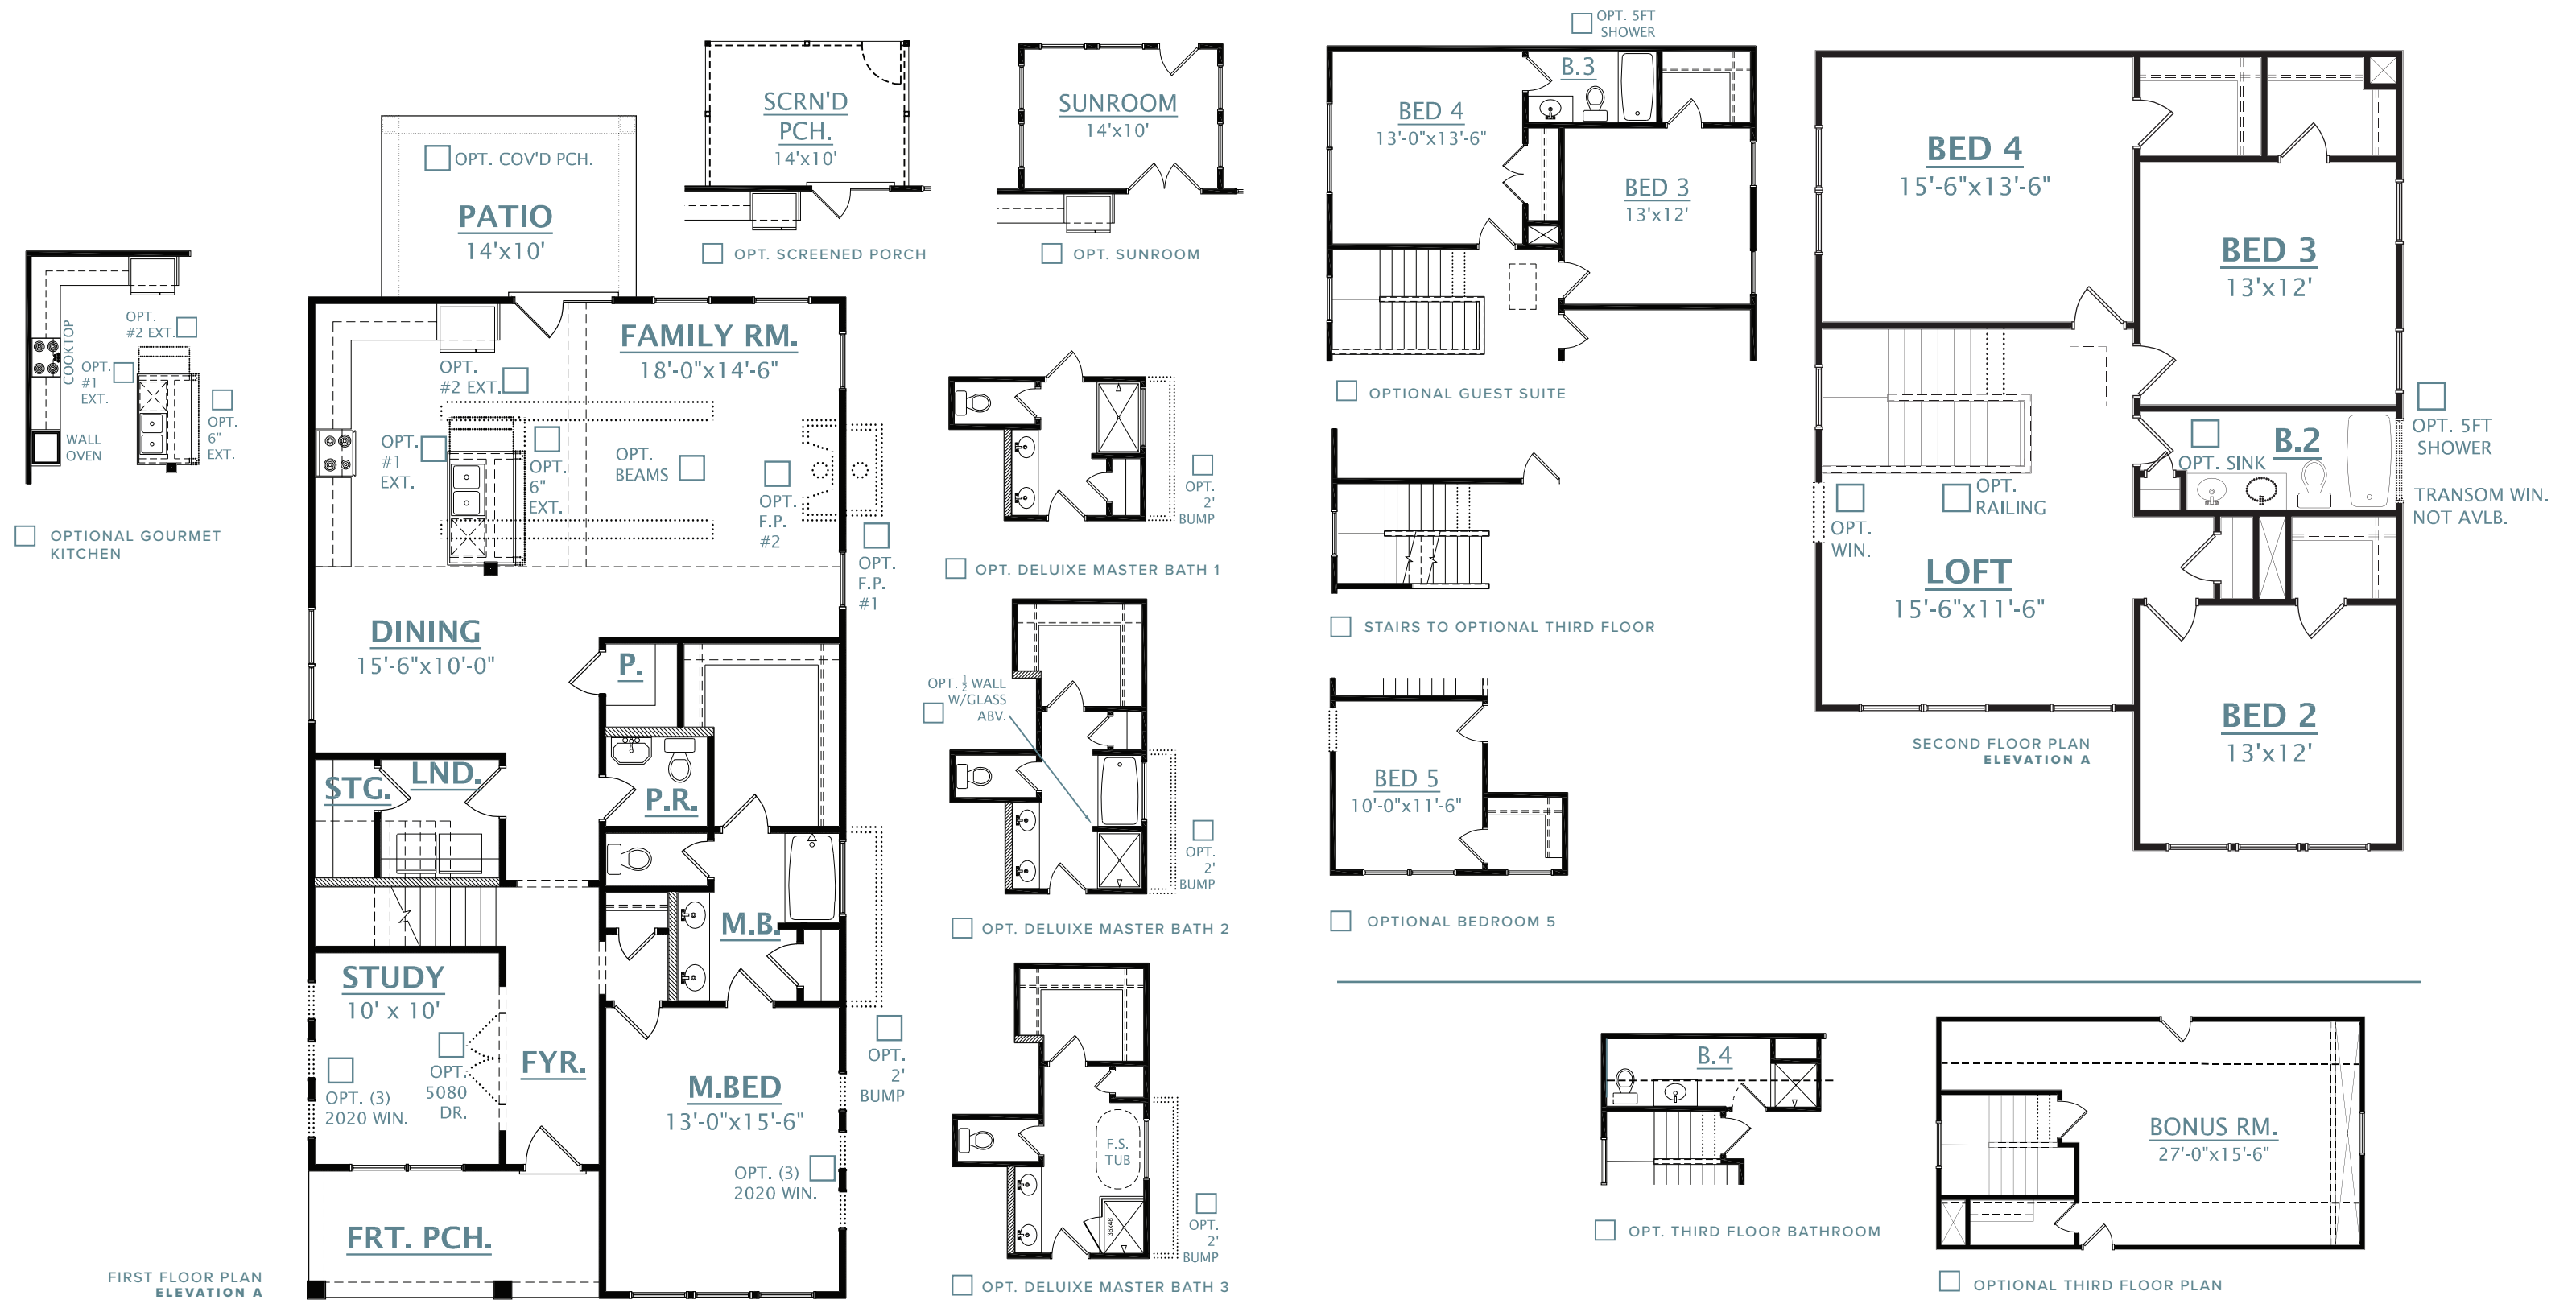 OPTIONAL GOURMET
KITCHEN
COOKTOP
OPT.
#2 EXT.
OPT.
#1
EXT.
OPT.
6"
EXT.
WALL
OVEN
OPT. COV'D PCH.
PATIO
14'x10'
FAMILY RM.
18'-0"x14'-6"
OPT.
#2 EXT.
OPT.
#1
EXT.
OPT.
6"
EXT.
OPT.
BEAMS
OPT.
F.P.
#2
OPT.
F.P.
#1
DINING
15'-6"x10'-0"
P.
STG.
LND.
P.R.
M.B.
STUDY
10' x 10'
OPT. (3)
2020 WIN.
OPT.
5080
DR.
FYR.
M.BED
13'-0"x15'-6"
OPT. (3)
2020 WIN.
OPT.
2'
BUMP
FRT. PCH.
FIRST FLOOR PLAN
ELEVATION A
SCRN'D
PCH.
14'x10'
OPT. SCREENED PORCH
SUNROOM
14'x10'
OPT. SUNROOM
OPT.
2'
BUMP
OPT. DELUIXE MASTER BATH 1
OPT. ½ WALL
W/GLASS
ABV.
OPT.
2'
BUMP
OPT. DELUIXE MASTER BATH 2
F.S.
TUB
36x48
OPT.
2'
BUMP
OPT. DELUIXE MASTER BATH 3
OPT. 5FT
SHOWER
B.3
BED 4
13'-0"x13'-6"
BED 3
13'x12'
OPTIONAL GUEST SUITE
STAIRS TO OPTIONAL THIRD FLOOR
BED 5
10'-0"x11'-6"
OPTIONAL BEDROOM 5
BED 4
15'-6"x13'-6"
BED 3
13'x12'
B.2
OPT. SINK
OPT. 5FT
SHOWER
TRANSOM WIN.
NOT AVLB.
OPT.
RAILING
OPT.
WIN.
LOFT
15'-6"x11'-6"
BED 2
13'x12'
SECOND FLOOR PLAN
ELEVATION A
B.4
OPT. THIRD FLOOR BATHROOM
BONUS RM.
27'-0"x15'-6"
OPTIONAL THIRD FLOOR PLAN